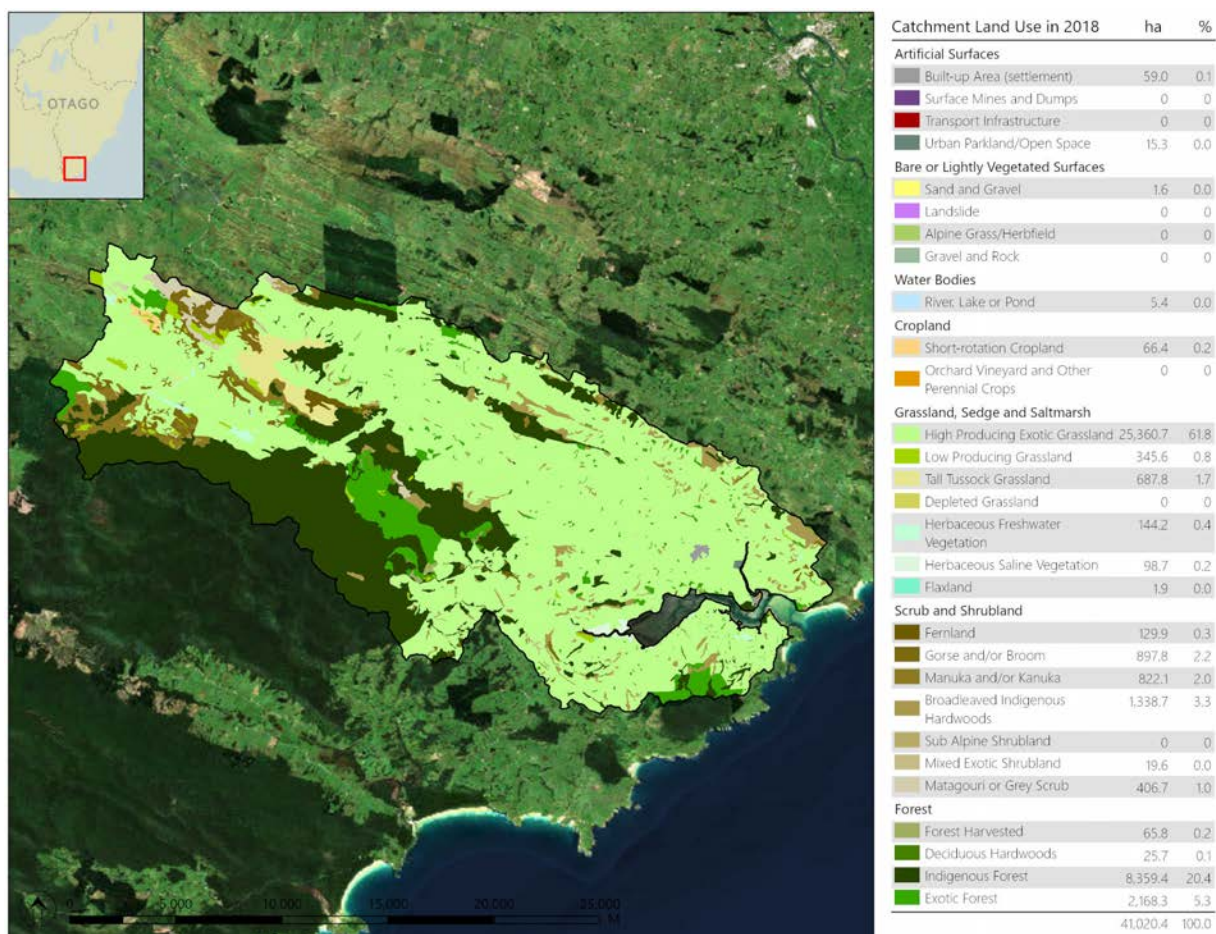 OTAGO
Catchment Land Use in 2018 ha %
Artificial Surfaces
Built-up Area (settlement) 59.0 0.1
Surface Mines and Dumps 0 0
Transport Infrastructure 0 0
Urban Parkland/Open Space 15.3 0.0
Bare or Lightly Vegetated Surfaces
Sand and Gravel 1.6 0.0
Landslide 0 0
Alpine Grass/Herbfield 0 0
Gravel and Rock 0 0
Water Bodies
River, Lake or Pond 5.4 0.0
Cropland
Short-rotation Cropland 66.4 0.2
Orchard Vineyard and Other
Perennial Crops 0 0
Grassland, Sedge and Saltmarsh
High Producing Exotic Grassland 25,360.7 61.8
Low Producing Grassland 345.6 0.8
Tall Tussock Grassland 687.8 1.7
Depleted Grassland 0 0
Herbaceous Freshwater
Vegetation 144.2 0.4
Herbaceous Saline Vegetation 98.7 0.2
Flaxland 1.9 0.0
Scrub and Shrubland
Fernland 129.9 0.3
Gorse and/or Broom 897.8 2.2
Manuka and/or Kanuka 822.1 2.0
Broadleaved Indigenous
Hardwoods 1,338.7 3.3
Sub Alpine Shrubland 0 0
Mixed Exotic Shrubland 19.6 0.0
Matagouri or Grey Scrub 406.7 1.0
Forest
Forest Harvested 65.8 0.2
Deciduous Hardwoods 25.7 0.1
Indigenous Forest 8,359.4 20.4
Exotic Forest 2,168.3 5.3
41,020.4 100.0
0 5,000 10,000 15,000 20,000 25,000
M